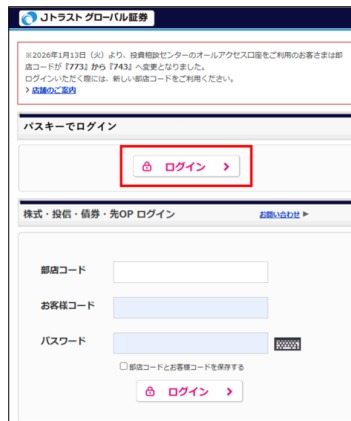 Jトラスト グローバル証券
※2026年1月13日（火）より、投資相談センターのオールアクセス口座をご利用のお客さまは部
店コードが『773』から『743』へ変更となりました。
ログインいただく際には、新しい部店コードをご利用ください。
> 店舗のご案内
パスキーでログイン
ログイン >
株式・投信・債券・先OP ログイン
お問い合わせ ▶
部店コード
お客様コード
パスワード
部店コードとお客様コードを保存する
ログイン >